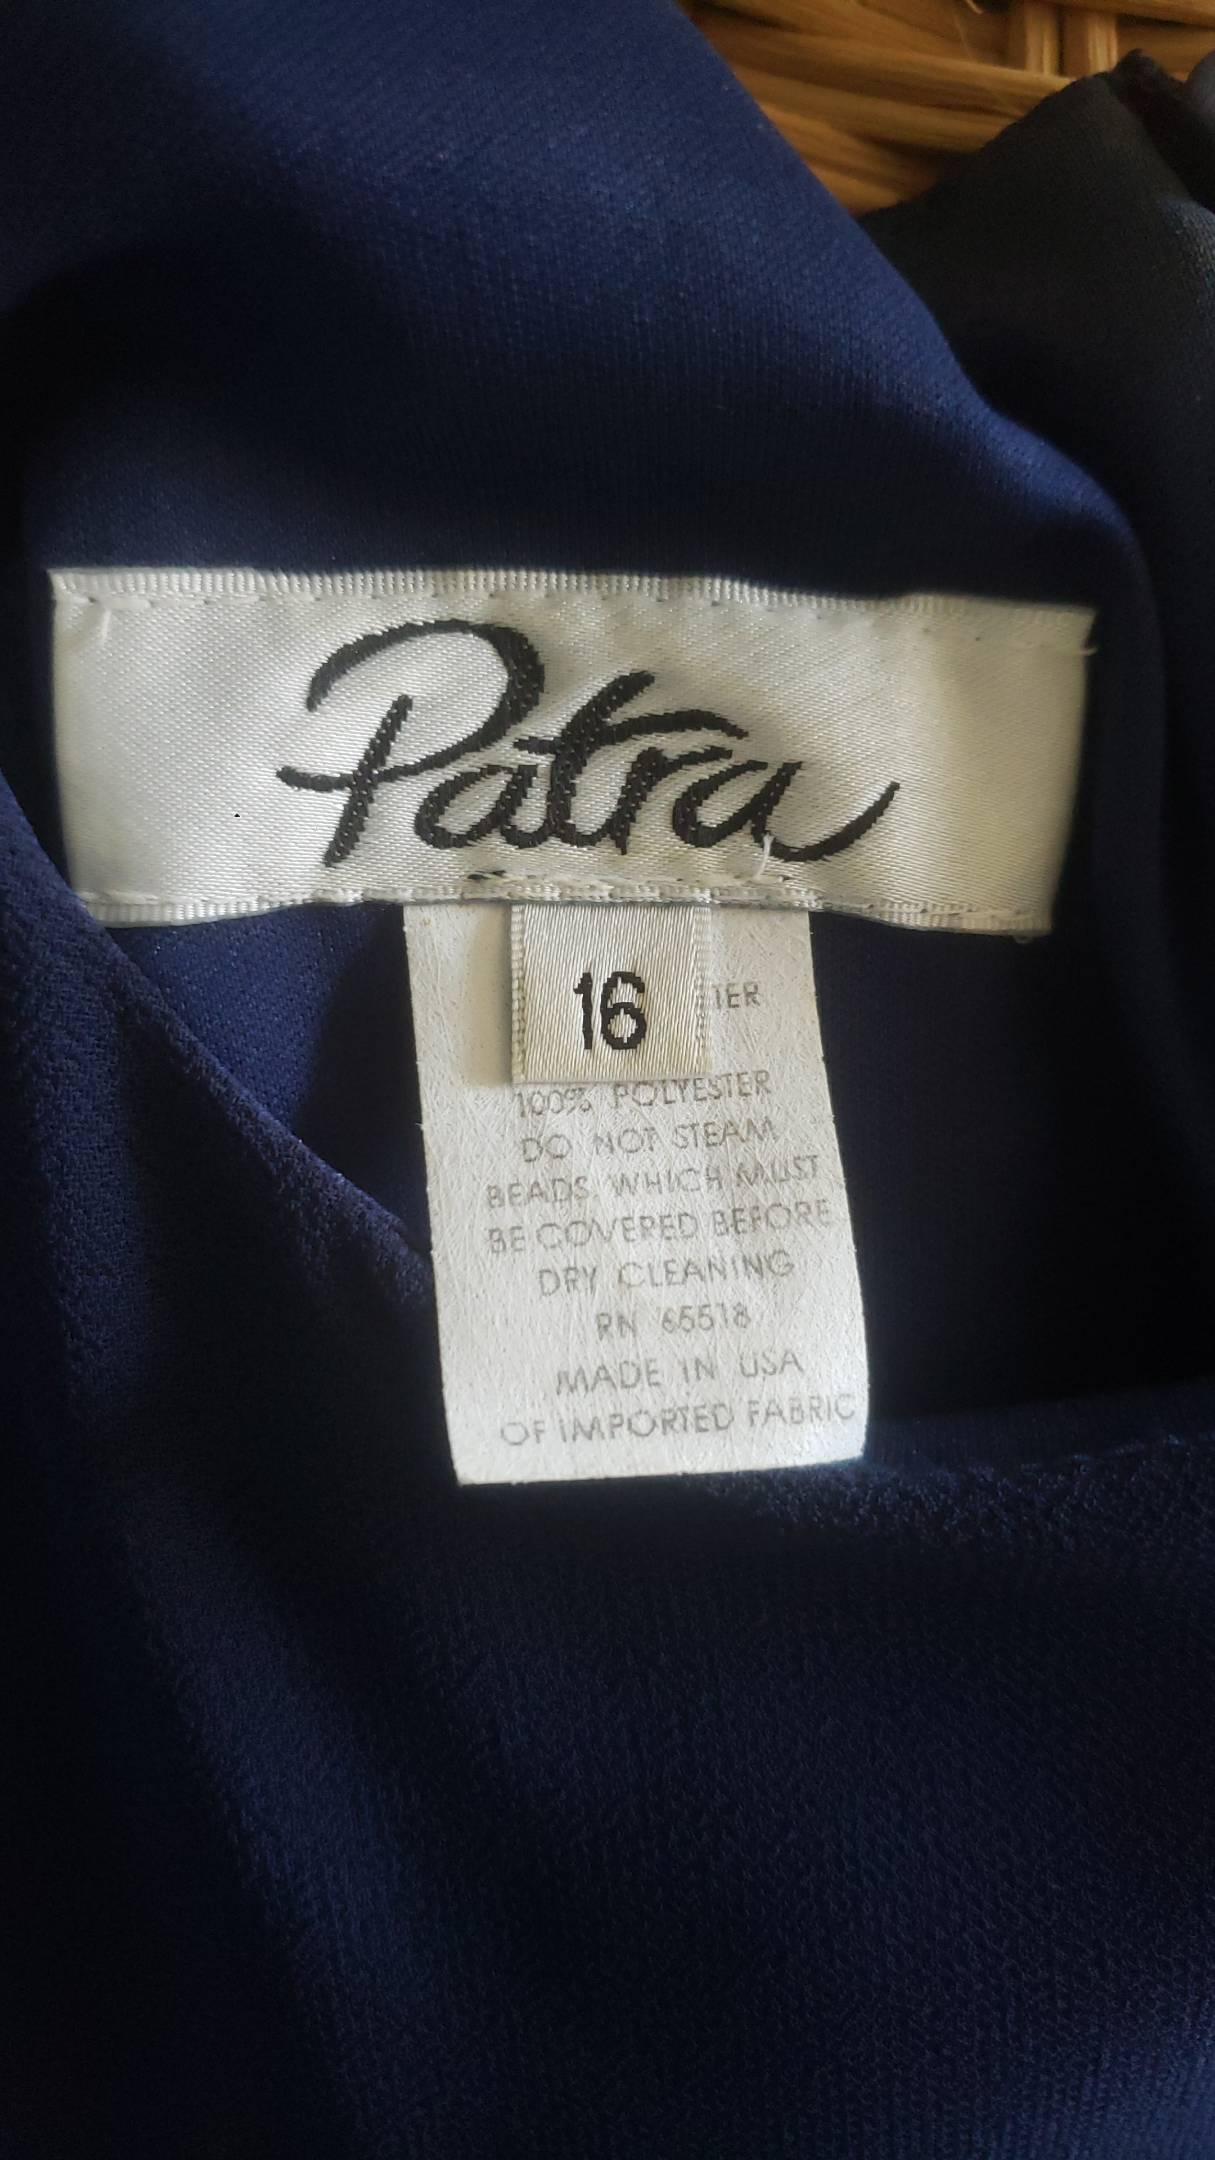 Patra
16
TER
100% POLYESTER
DO NOT STEAM
BEADS WHICH MUST
BE COVERED BEFORE
DRY CLEANING
RN 65518
MADE IN USA
OF IMPORTED FABRIC